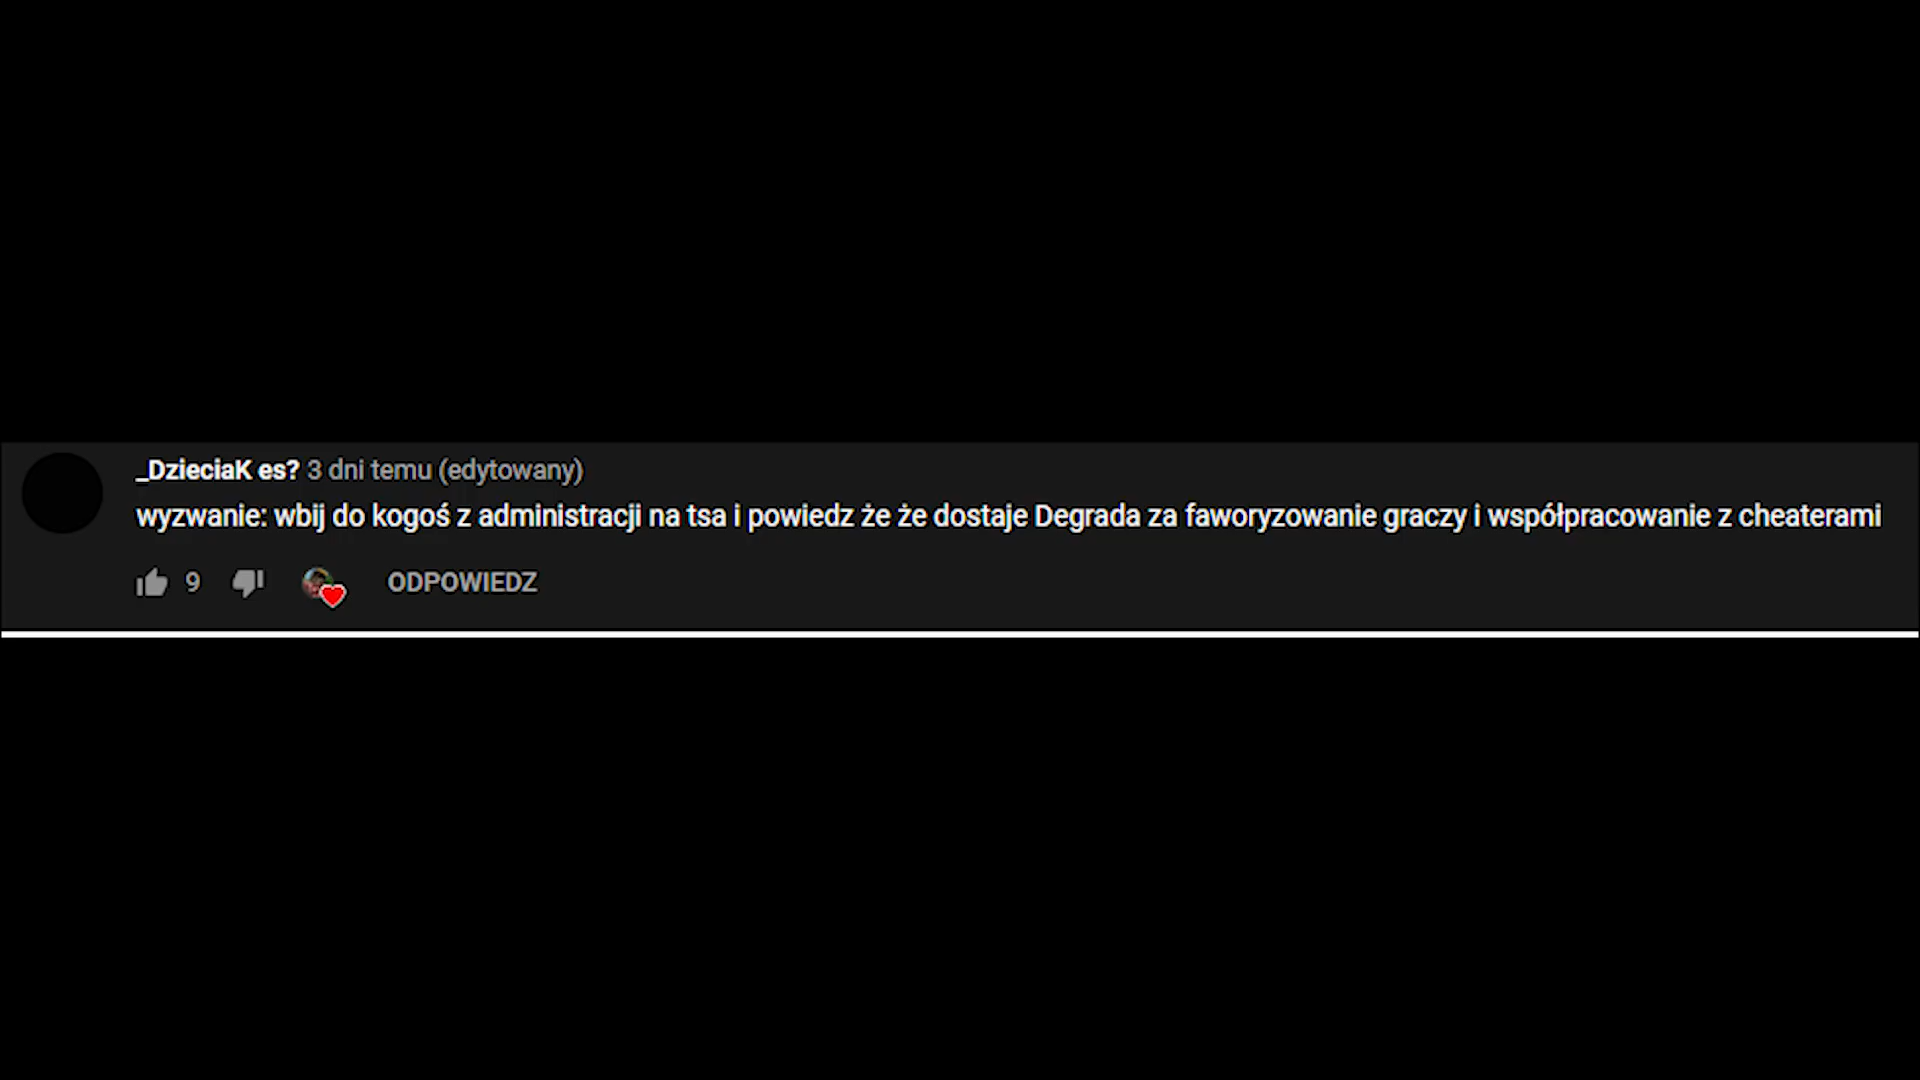 _DzieciaK es? 3 dni temu (edytowany)
wyzwanie: wbij do kogoś z administracji na tsa i powiedz że że dostaje Degrada za faworyzowanie graczy i współpracowanie z cheaterami
9 ODPOWIEDZ